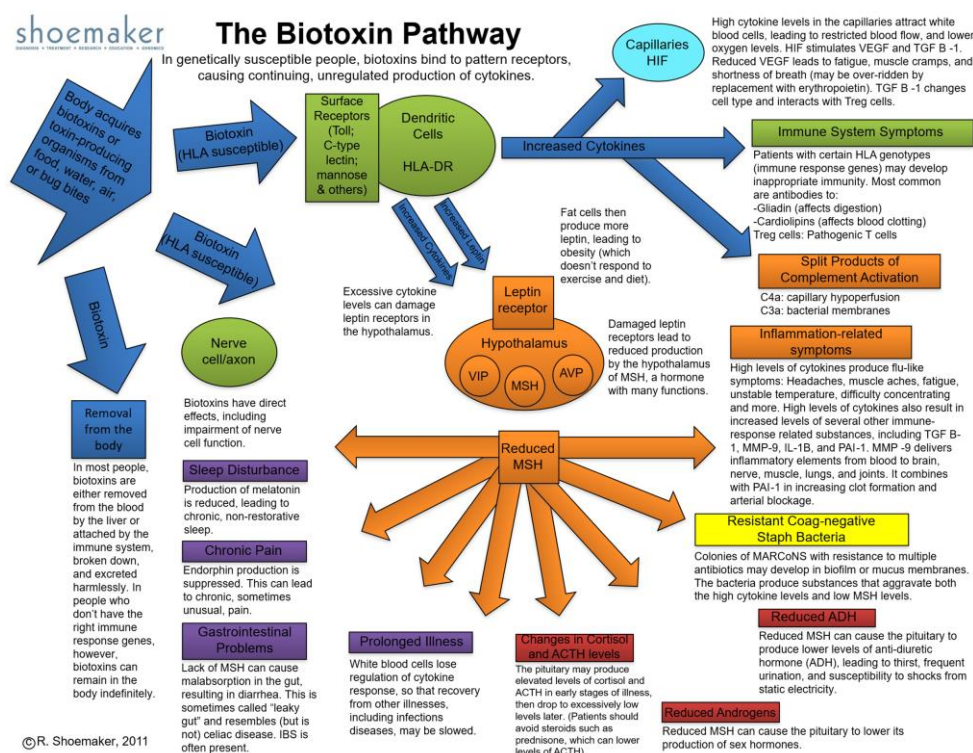 shoemaker
DIAGNOSIS • TREATMENT • RESEARCH • EDUCATION • GENOMICS
The Biotoxin Pathway
In genetically susceptible people, biotoxins bind to pattern receptors,
causing continuing, unregulated production of cytokines.
Body acquires
biotoxins or
toxin-producing
organisms from
food, water, air,
or bug bites
Biotoxin
(HLA susceptible)
Surface
Receptors
(Toll;
C-type
lectin;
mannose
& others)
Dendritic
Cells
HLA-DR
Increased Cytokines
Capillaries
HIF
High cytokine levels in the capillaries attract white
blood cells, leading to restricted blood flow, and lower
oxygen levels. HIF stimulates VEGF and TGF B -1.
Reduced VEGF leads to fatigue, muscle cramps, and
shortness of breath (may be over-ridden by
replacement with erythropoietin). TGF B -1 changes
cell type and interacts with Treg cells.
Immune System Symptoms
Patients with certain HLA genotypes
(immune response genes) may develop
inappropriate immunity. Most common
are antibodies to:
-Gliadin (affects digestion)
-Cardiolipins (affects blood clotting)
Treg cells: Pathogenic T cells
Split Products of
Complement Activation
C4a: capillary hypoperfusion
C3a: bacterial membranes
Biotoxin
(HLA susceptible)
Increased Cytokines
Increased Leptin
Fat cells then
produce more
leptin, leading to
obesity (which
doesn't respond to
exercise and diet).
Excessive cytokine
levels can damage
leptin receptors in
the hypothalamus.
Leptin
receptor
Hypothalamus
VIP
MSH
AVP
Damaged leptin
receptors lead to
reduced production
by the hypothalamus
of MSH, a hormone
with many functions.
Inflammation-related
symptoms
High levels of cytokines produce flu-like
symptoms: Headaches, muscle aches, fatigue,
unstable temperature, difficulty concentrating
and more. High levels of cytokines also result in
increased levels of several other immune-
response related substances, including TGF B-
1, MMP-9, IL-1B, and PAI-1. MMP -9 delivers
inflammatory elements from blood to brain,
nerve, muscle, lungs, and joints. It combines
with PAI-1 in increasing clot formation and
arterial blockage.
Biotoxin
Nerve
cell/axon
Biotoxins have direct
effects, including
impairment of nerve
cell function.
Removal
from the
body
In most people,
biotoxins are
either removed
from the blood
by the liver or
attached by the
immune system,
broken down,
and excreted
harmlessly. In
people who
don't have the
right immune
response genes,
however,
biotoxins can
remain in the
body indefinitely.
Reduced
MSH
Sleep Disturbance
Production of melatonin
is reduced, leading to
chronic, non-restorative
sleep.
Chronic Pain
Endorphin production is
suppressed. This can lead
to chronic, sometimes
unusual, pain.
Gastrointestinal
Problems
Lack of MSH can cause
malabsorption in the gut,
resulting in diarrhea. This is
sometimes called "leaky
gut" and resembles (but is
not) celiac disease. IBS is
often present.
Prolonged Illness
White blood cells lose
regulation of cytokine
response, so that recovery
from other illnesses,
including infections
diseases, may be slowed.
Changes in Cortisol
and ACTH levels
The pituitary may produce
elevated levels of cortisol and
ACTH in early stages of illness,
then drop to excessively low
levels later. (Patients should
avoid steroids such as
prednisone, which can lower
levels of ACTH)
Resistant Coag-negative
Staph Bacteria
Colonies of MARCoNS with resistance to multiple
antibiotics may develop in biofilm or mucus membranes.
The bacteria produce substances that aggravate both
the high cytokine levels and low MSH levels.
Reduced ADH
Reduced MSH can cause the pituitary to
produce lower levels of anti-diuretic
hormone (ADH), leading to thirst, frequent
urination, and susceptibility to shocks from
static electricity.
Reduced Androgens
Reduced MSH can cause the pituitary to lower its
production of sex hormones.
©R. Shoemaker, 2011